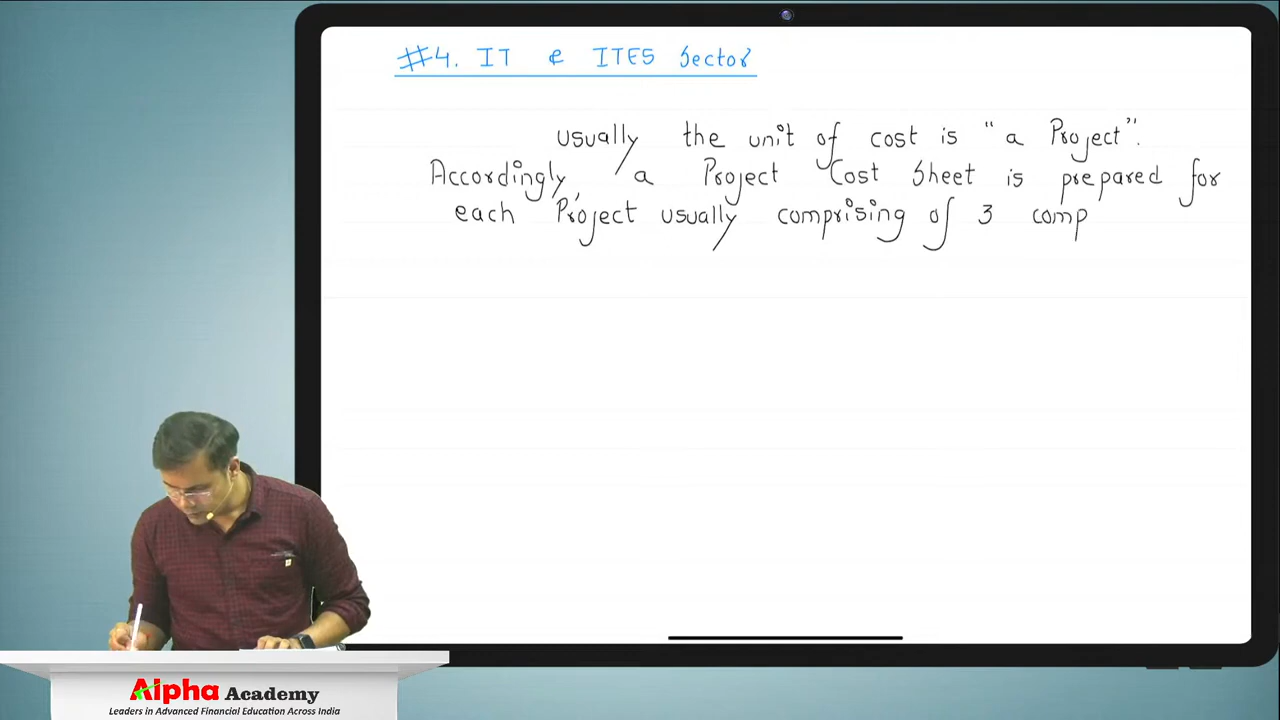 #4. IT & ITES Sector
usually the unit of cost is "a Project".
Accordingly, a Project Cost Sheet is prepared for
each Project usually comprising of 3 comp
Alpha Academy
Leaders in Advanced Financial Education Across India